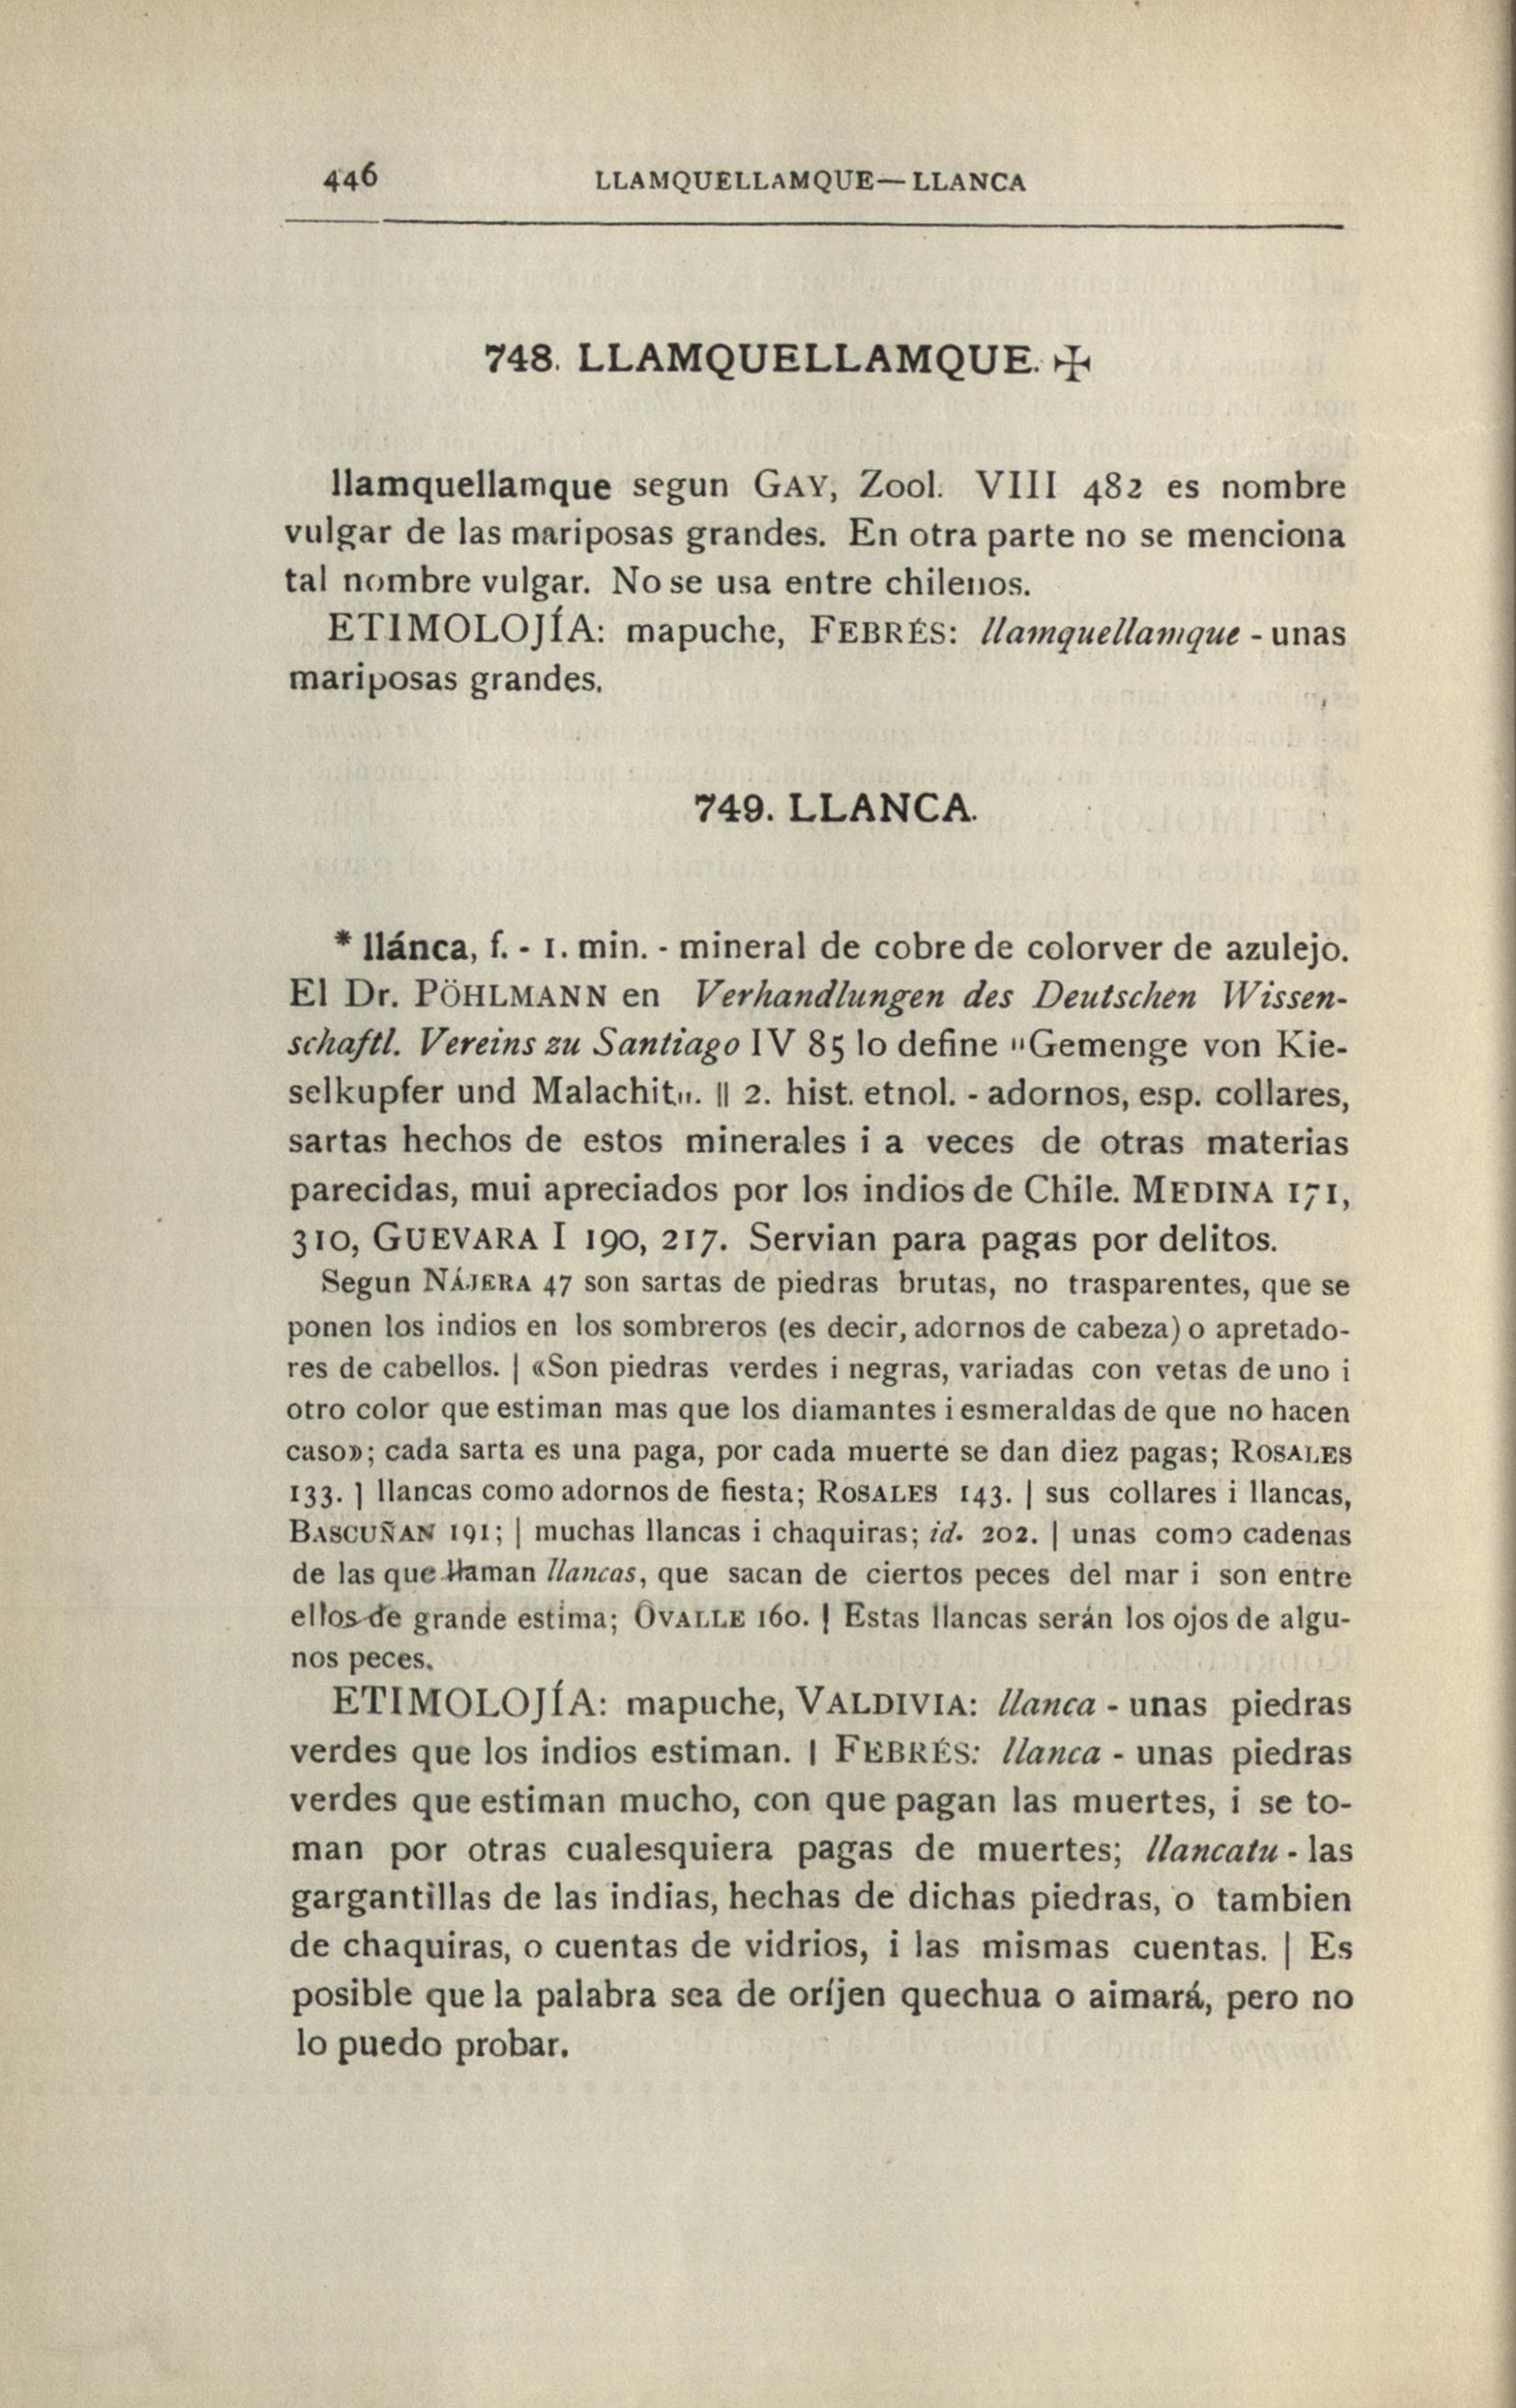 446 LLAMQUELLAMQUE—LLANCA
748. LLAMQUELLAMQUE. ✠
llamquellamque segun GAY, Zool. VIII 482 es nombre
vulgar de las mariposas grandes. En otra parte no se menciona
tal nombre vulgar. No se usa entre chilenos.
ETIMOLOJÍA: mapuche, FEBRÉS: llamquellamque - unas
mariposas grandes.
749. LLANCA.
* llánca, f. - 1. min. - mineral de cobre de colorver de azulejo.
El Dr. PÖHLMANN en Verhandlungen des Deutschen Wissen-
schaftl. Vereins zu Santiago IV 85 lo define "Gemenge von Kie-
selkupfer und Malachit". || 2. hist. etnol. - adornos, esp. collares,
sartas hechos de estos minerales i a veces de otras materias
parecidas, mui apreciados por los indios de Chile. MEDINA 171,
310, GUEVARA I 190, 217. Servian para pagas por delitos.
Segun NÁJERA 47 son sartas de piedras brutas, no trasparentes, que se
ponen los indios en los sombreros (es decir, adornos de cabeza) o apretado-
res de cabellos. | «Son piedras verdes i negras, variadas con vetas de uno i
otro color que estiman mas que los diamantes i esmeraldas de que no hacen
caso»; cada sarta es una paga, por cada muerte se dan diez pagas; ROSALES
133. | llancas como adornos de fiesta; ROSALES 143. | sus collares i llancas,
BASCUÑAN 191; | muchas llancas i chaquiras; id. 202. | unas como cadenas
de las que llaman llancas, que sacan de ciertos peces del mar i son entre
ellos de grande estima; OVALLE 160. | Estas llancas serán los ojos de algu-
nos peces.
ETIMOLOJÍA: mapuche, VALDIVIA: llanca - unas piedras
verdes que los indios estiman. | FEBRÉS: llanca - unas piedras
verdes que estiman mucho, con que pagan las muertes, i se to-
man por otras cualesquiera pagas de muertes; llancatu - las
gargantillas de las indias, hechas de dichas piedras, o tambien
de chaquiras, o cuentas de vidrios, i las mismas cuentas. | Es
posible que la palabra sea de oríjen quechua o aimará, pero no
lo puedo probar.